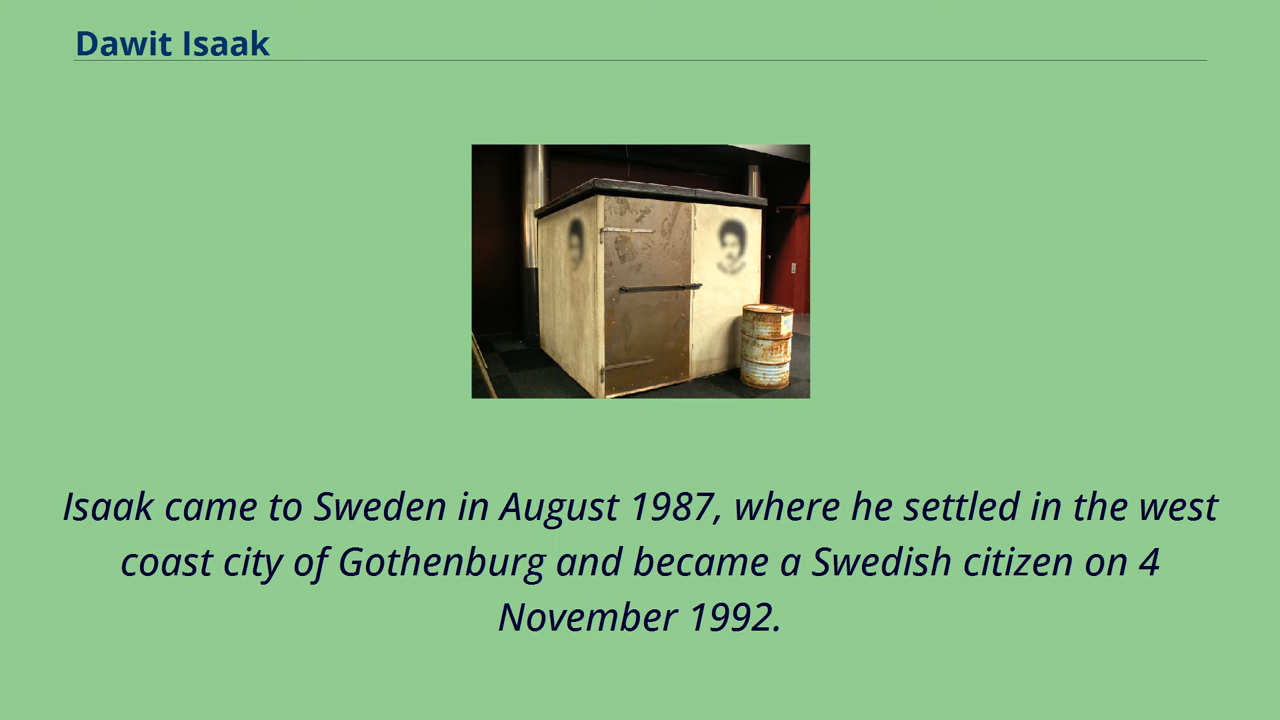 Dawit Isaak
Isaak came to Sweden in August 1987, where he settled in the west
coast city of Gothenburg and became a Swedish citizen on 4
November 1992.